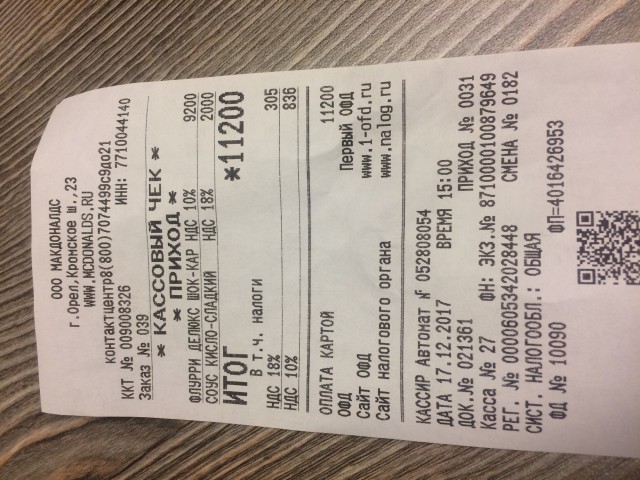 ООО МАКДОНАЛДС
г.Орел,Кромское ш.,23
WWW.MCDONALDS.RU
контактцентр8(800)7074499с9до21
ККТ № 009008326 ИНН: 7710044140
Заказ № 039
* КАССОВЫЙ ЧЕК *
* ПРИХОД *
ФЛУРРИ ДЕЛЮКС ШОК-КАР НДС 10% 9200
СОУС КИСЛО-СЛАДКИЙ НДС 18% 2000
ИТОГ *11200
В т.ч. налоги
НДС 18% 305
НДС 10% 836
ОПЛАТА КАРТОЙ 11200
ОФД Первый ОФД
Сайт ОФД www.1-ofd.ru
Сайт налогового органа www.nalog.ru
КАССИР Автомат № 052808054
ДАТА 17.12.2017 ВРЕМЯ 15:00
ДОК.№ 021361 ПРИХОД № 0031
Касса № 27 ФН: ЭКЗ.№ 8710000100879649
РЕГ. № 0000605342028448 СМЕНА № 0182
СИСТ. НАЛОГООБЛ.: ОБЩАЯ
ФД № 10090 ФП=4016426953